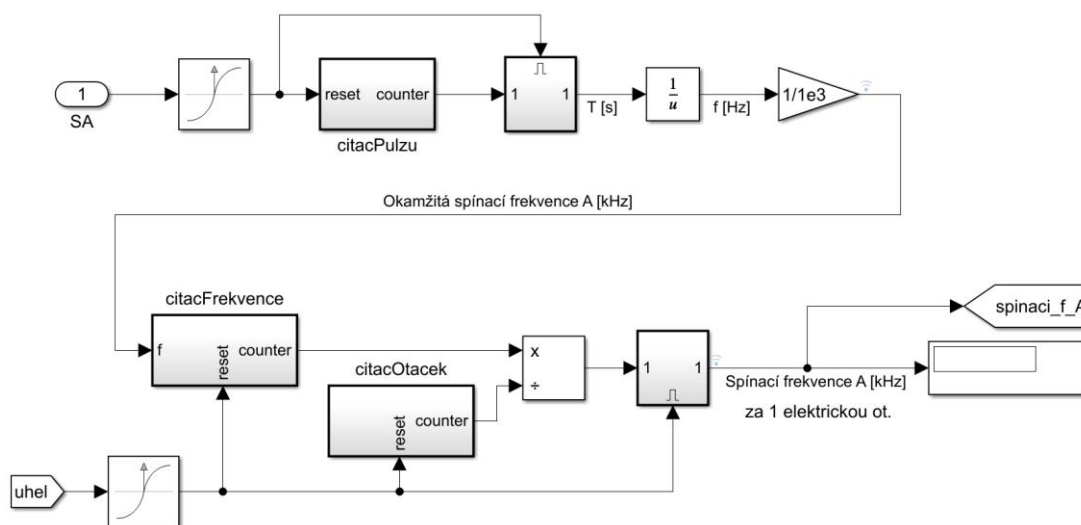 1
SA
reset counter
citacPulzu
1 1
T [s]
1
u
f [Hz]
1/1e3
Okamžitá spínací frekvence A [kHz]
citacFrekvence
f
reset
counter
citacOtacek
reset
counter
x
÷
1 1
spinaci_f_A
Spínací frekvence A [kHz]
za 1 elektrickou ot.
uhel